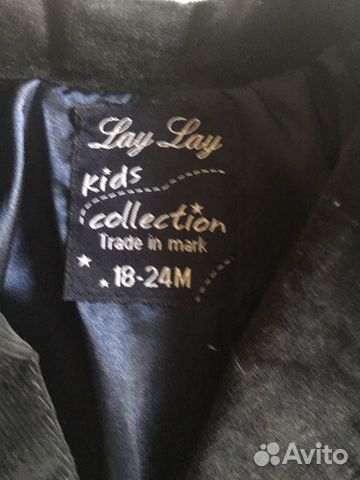 Lay Lay
Kids
collection
Trade in mark
18-24M
Avito